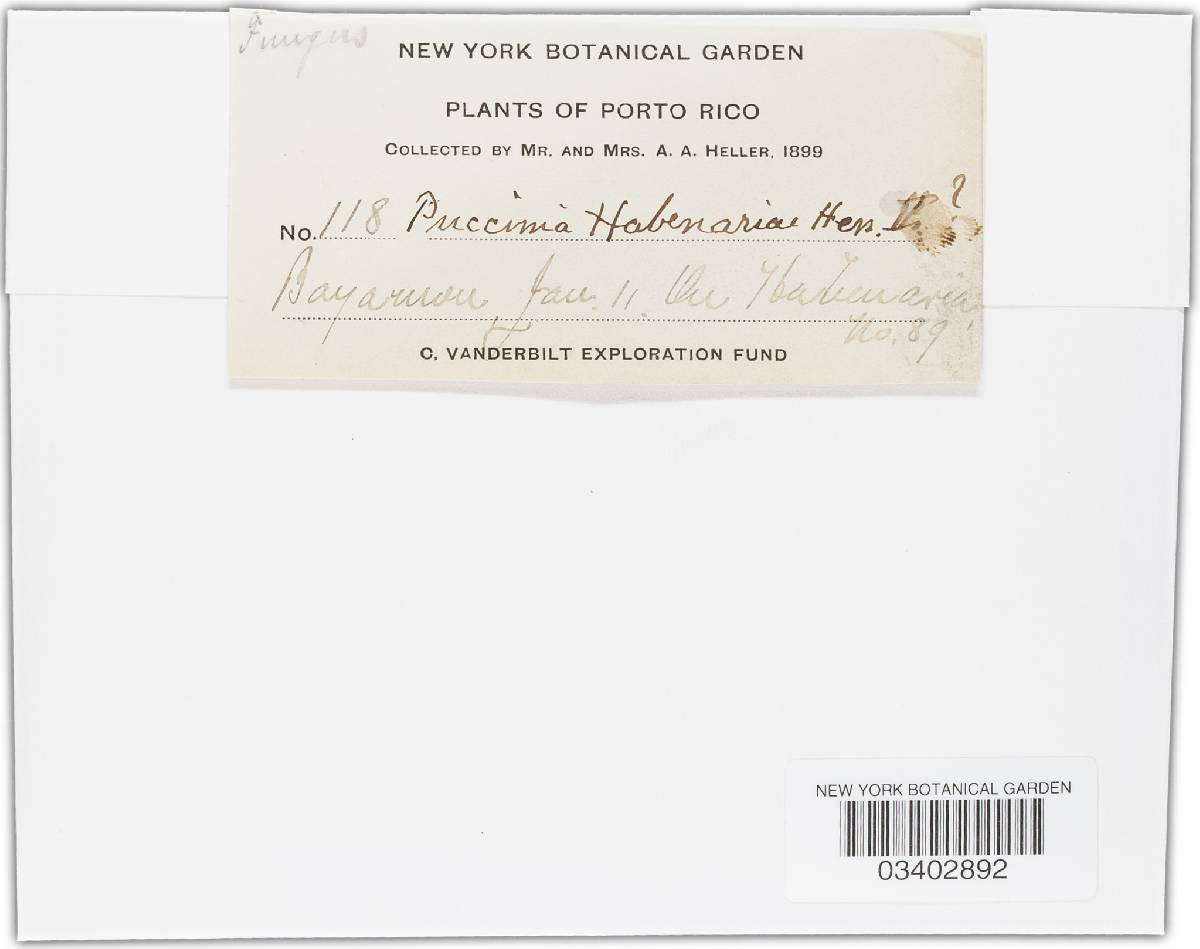 Fungus
NEW YORK BOTANICAL GARDEN
PLANTS OF PORTO RICO
COLLECTED BY MR. AND MRS. A. A. HELLER, 1899
No. 118 Puccinia Habenariae Hen. ?
Bayamon, Jan. 11. On Habenaria
No. 89
C. VANDERBILT EXPLORATION FUND
NEW YORK BOTANICAL GARDEN
03402892